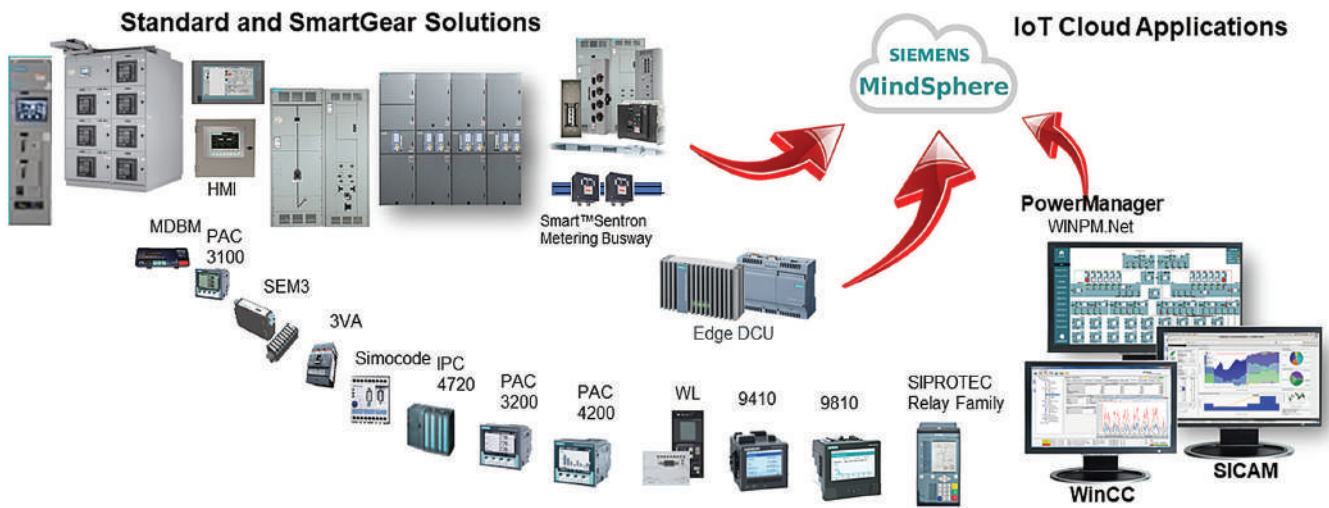 Standard and SmartGear Solutions
IoT Cloud Applications
SIEMENS
MindSphere
HMI
Smart™Sentron
Metering Busway
PowerManager
WINPM.Net
MDBM
PAC
3100
SEM3
3VA
Simocode
IPC
4720
PAC
3200
PAC
4200
Edge DCU
WL
9410
9810
SIPROTEC
Relay Family
WinCC
SICAM